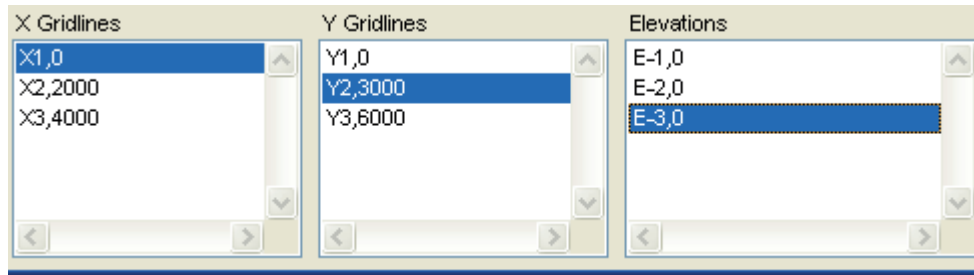 X Gridlines
X1,0
X2,2000
X3,4000
Y Gridlines
Y1,0
Y2,3000
Y3,6000
Elevations
E-1,0
E-2,0
E-3,0